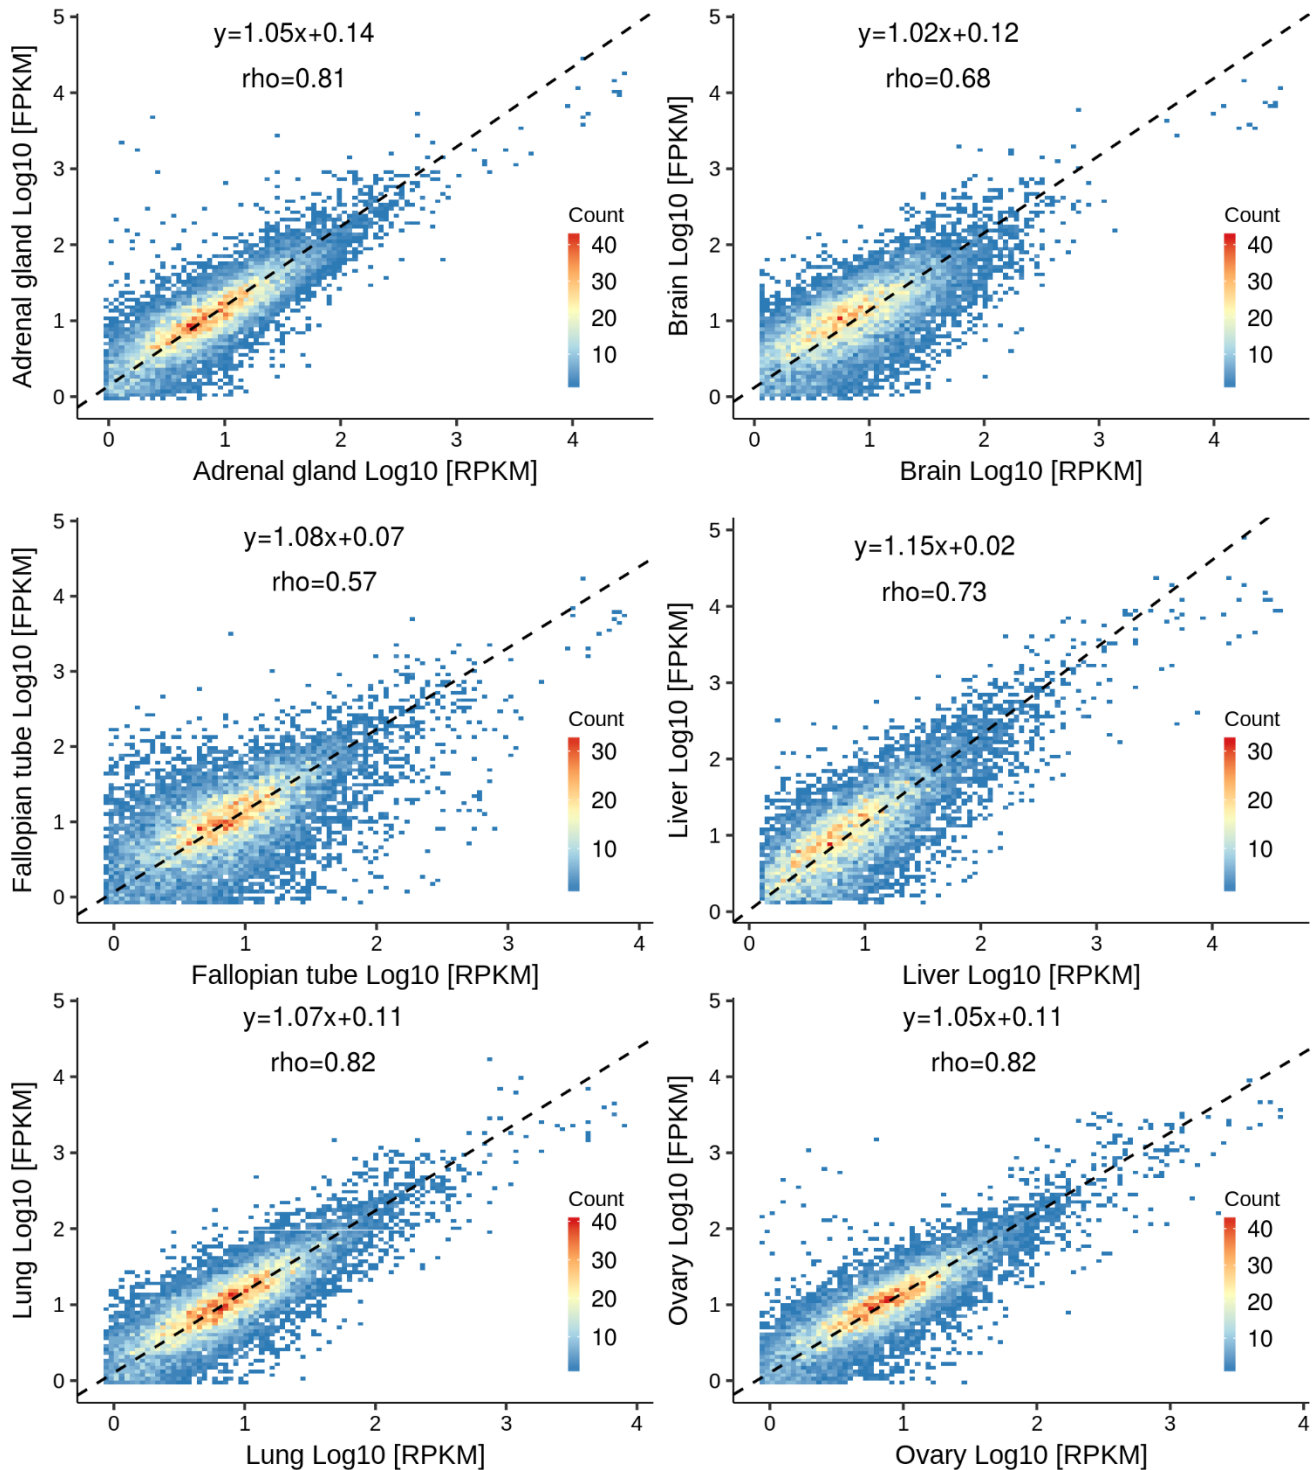 y=1.05x+0.14
rho=0.81
Adrenal gland Log10 [FPKM]
5
4
3
2
1
0
Count
40
30
20
10
0 1 2 3 4
Adrenal gland Log10 [RPKM]
y=1.02x+0.12
rho=0.68
Brain Log10 [FPKM]
5
4
3
2
1
0
Count
40
30
20
10
0 1 2 3 4
Brain Log10 [RPKM]
y=1.08x+0.07
rho=0.57
Fallopian tube Log10 [FPKM]
5
4
3
2
1
0
Count
30
20
10
0 1 2 3 4
Fallopian tube Log10 [RPKM]
y=1.15x+0.02
rho=0.73
Liver Log10 [FPKM]
5
4
3
2
1
0
Count
30
20
10
0 1 2 3 4
Liver Log10 [RPKM]
y=1.07x+0.11
rho=0.82
Lung Log10 [FPKM]
5
4
3
2
1
0
Count
40
30
20
10
0 1 2 3 4
Lung Log10 [RPKM]
y=1.05x+0.11
rho=0.82
Ovary Log10 [FPKM]
5
4
3
2
1
0
Count
40
30
20
10
0 1 2 3 4
Ovary Log10 [RPKM]